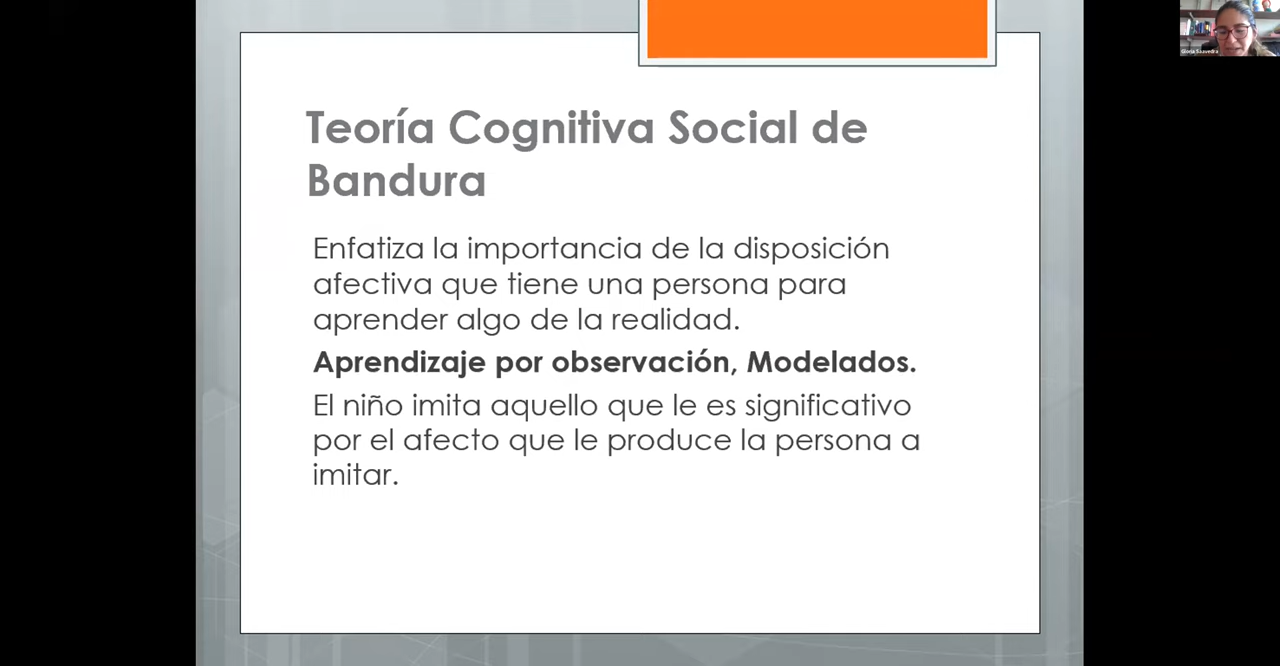 Teoría Cognitiva Social de
Bandura
Enfatiza la importancia de la disposición
afectiva que tiene una persona para
aprender algo de la realidad.
Aprendizaje por observación, Modelados.
El niño imita aquello que le es significativo
por el afecto que le produce la persona a
imitar.
Gloria Saavedra